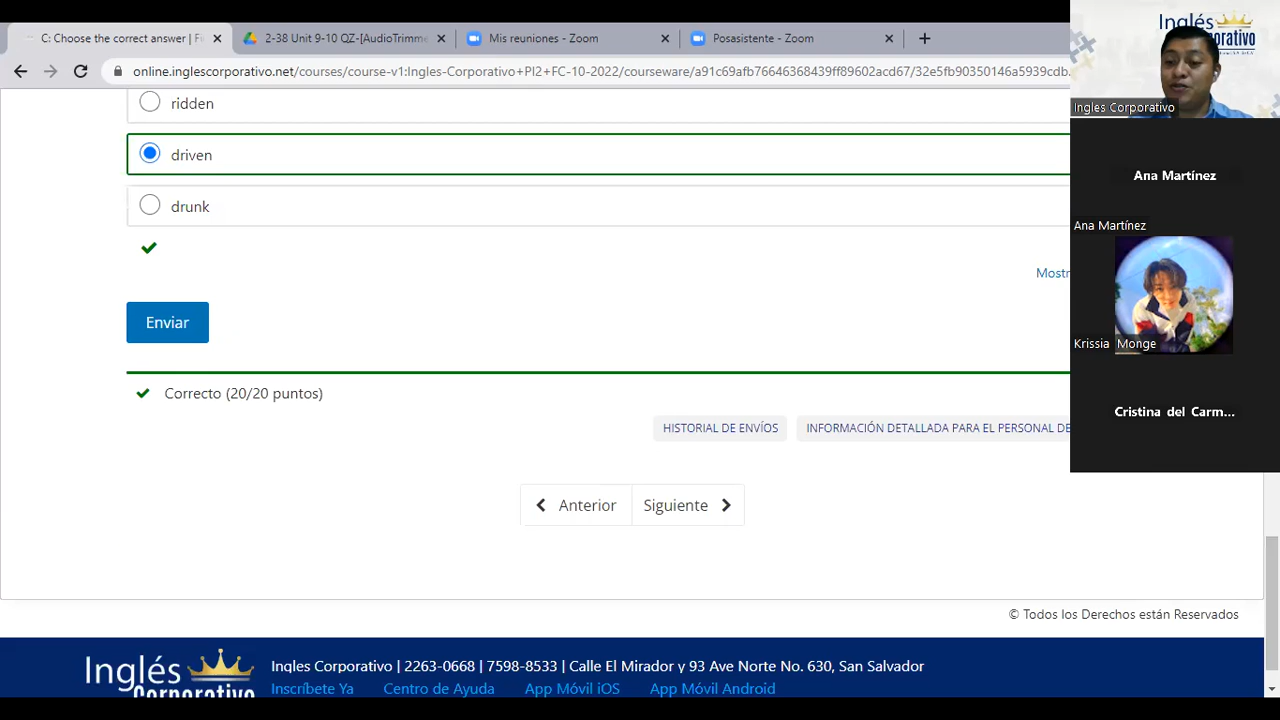 C: Choose the correct answer | F
2-38 Unit 9-10 QZ-[AudioTrimme
Mis reuniones - Zoom
Posasistente - Zoom
online.inglescorporativo.net/courses/course-v1:Ingles-Corporativo+PI2+FC-10-2022/courseware/a91c69afb76646368439ff89602acd67/32e5fb90350146a5939cdb
Inglés
Ingles Corporativo
Ana Martínez
Ana Martínez
Krissia Monge
Cristina del Carm...
ridden
driven
drunk
Mostr
Enviar
Correcto (20/20 puntos)
HISTORIAL DE ENVÍOS
INFORMACIÓN DETALLADA PARA EL PERSONAL DE
Anterior
Siguiente
© Todos los Derechos están Reservados
Inglés Corporativo
Ingles Corporativo | 2263-0668 | 7598-8533 | Calle El Mirador y 93 Ave Norte No. 630, San Salvador
Inscríbete Ya
Centro de Ayuda
App Móvil iOS
App Móvil Android